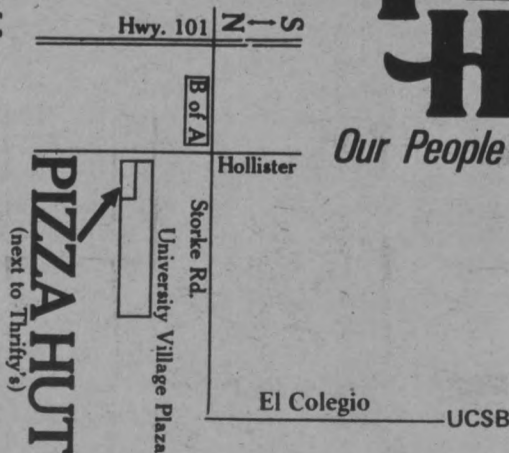 Hwy. 101
N S
B of A
Hollister
Our People
Storke Rd.
University Village Plaza
PIZZA HUT
(next to Thrifty's)
El Colegio
UCSB